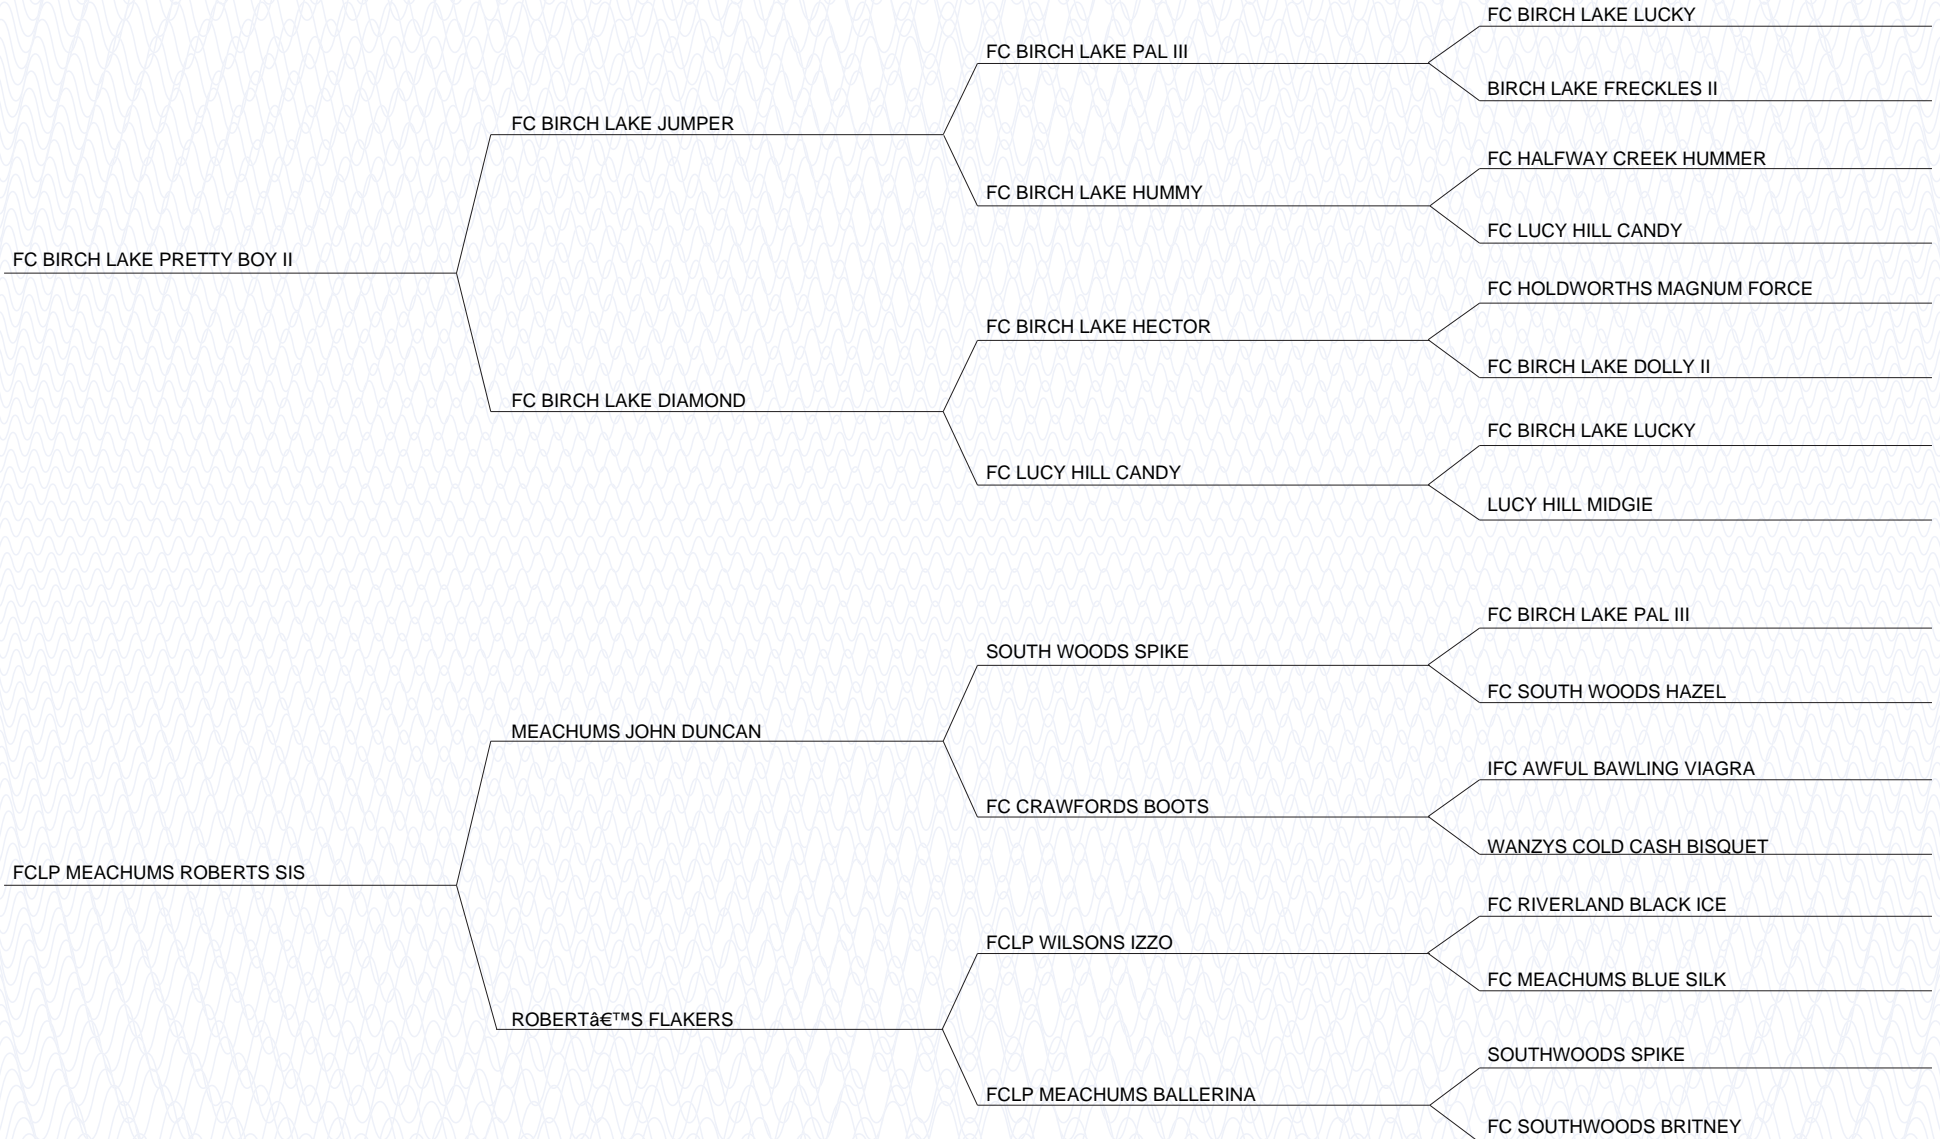 FC BIRCH LAKE LUCKY
FC BIRCH LAKE PAL III
BIRCH LAKE FRECKLES II
FC BIRCH LAKE JUMPER
FC HALFWAY CREEK HUMMER
FC BIRCH LAKE HUMMY
FC LUCY HILL CANDY
FC BIRCH LAKE PRETTY BOY II
FC HOLDWORTHS MAGNUM FORCE
FC BIRCH LAKE HECTOR
FC BIRCH LAKE DOLLY II
FC BIRCH LAKE DIAMOND
FC BIRCH LAKE LUCKY
FC LUCY HILL CANDY
LUCY HILL MIDGIE
FC BIRCH LAKE PAL III
SOUTH WOODS SPIKE
FC SOUTH WOODS HAZEL
MEACHUMS JOHN DUNCAN
IFC AWFUL BAWLING VIAGRA
FC CRAWFORDS BOOTS
WANZYS COLD CASH BISQUET
FCLP MEACHUMS ROBERTS SIS
FC RIVERLAND BLACK ICE
FCLP WILSONS IZZO
FC MEACHUMS BLUE SILK
ROBERTâ€™S FLAKERS
SOUTHWOODS SPIKE
FCLP MEACHUMS BALLERINA
FC SOUTHWOODS BRITNEY